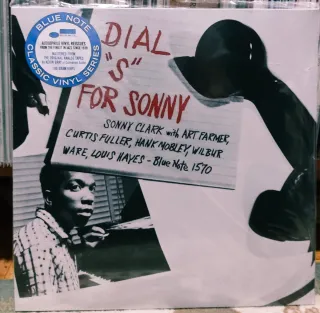 BLUE NOTE
CLASSIC VINYL SERIES
DIAL
"S"
FOR SONNY
SONNY CLARK with ART FARMER,
CURTIS FULLER, HANK MOBLEY, WILBUR
WARE, LOUIS HAYES - Blue Note 1570